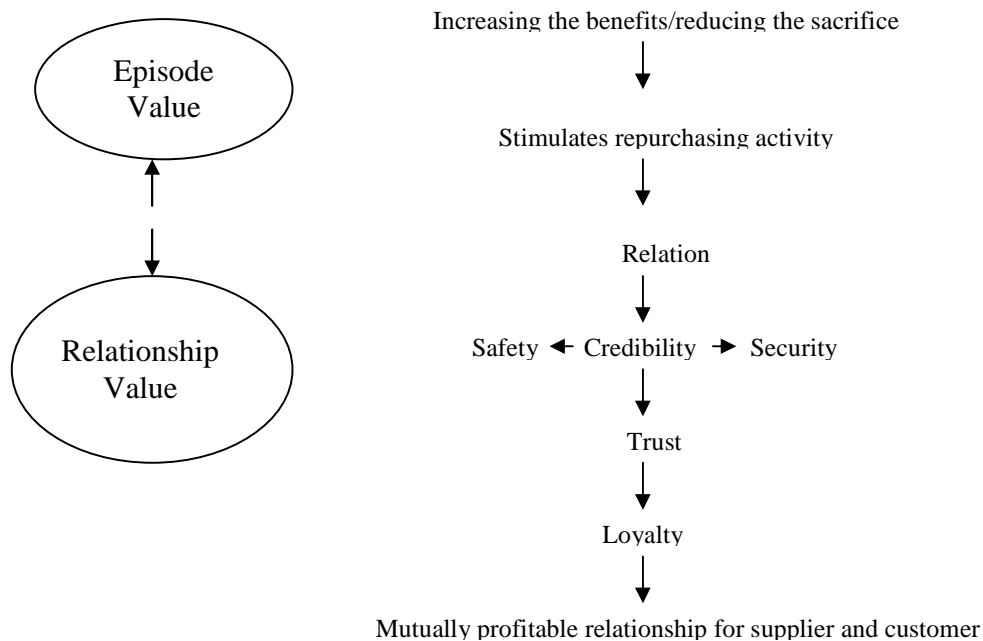 Episode
Value
Relationship
Value
Increasing the benefits/reducing the sacrifice
Stimulates repurchasing activity
Relation
Safety Credibility Security
Trust
Loyalty
Mutually profitable relationship for supplier and customer